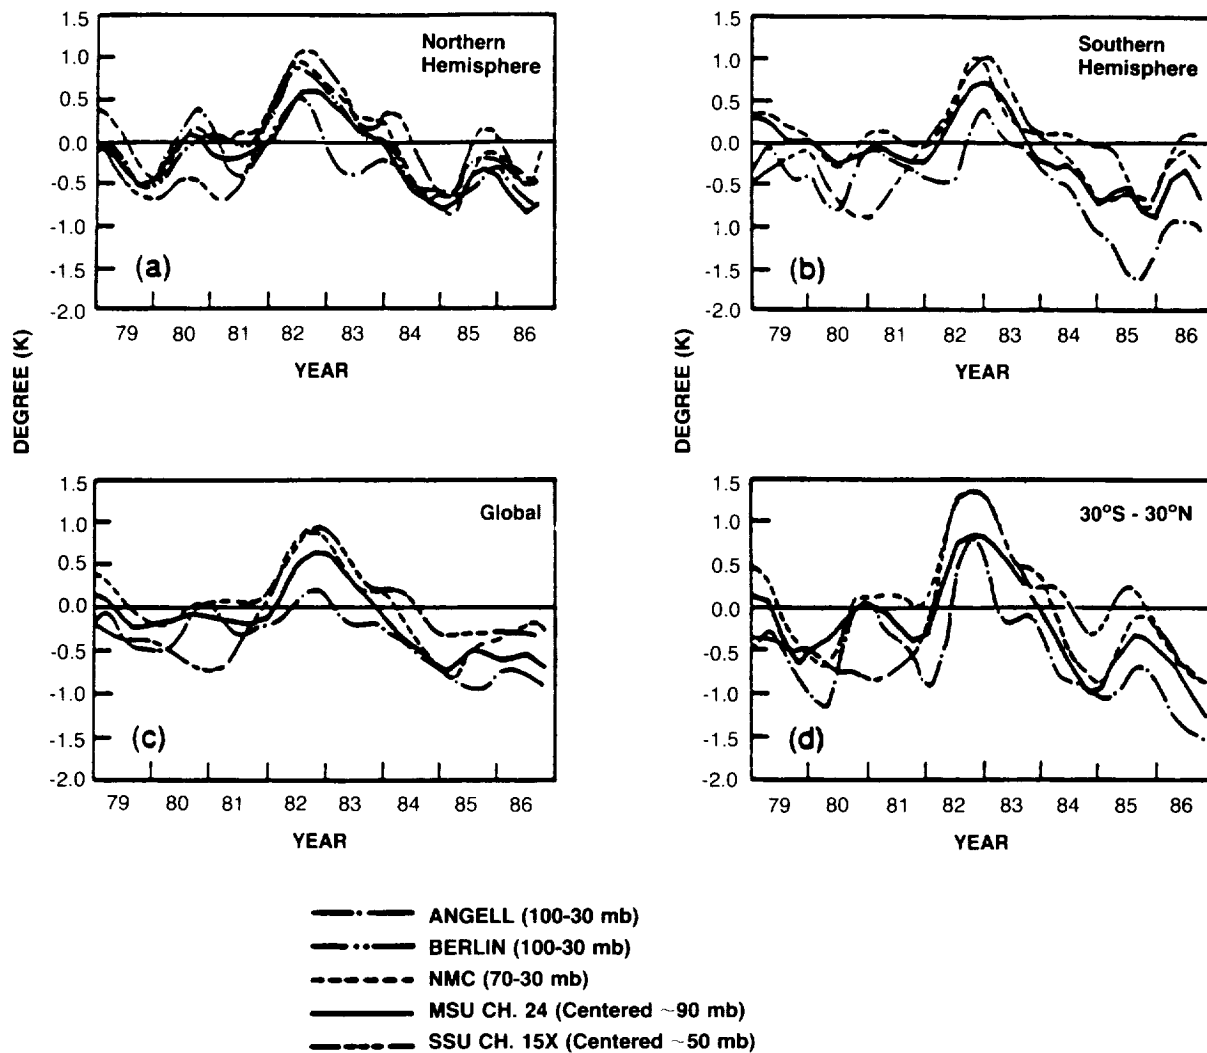 1.5
1.0
0.5
0.0
-0.5
-1.0
-1.5
-2.0
Northern
Hemisphere
(a)
79 80 81 82 83 84 85 86
YEAR
DEGREE (K)
1.5
1.0
0.5
0.0
-0.5
1.0
-1.5
-2.0
Southern
Hemisphere
(b)
79 80 81 82 83 84 85 86
YEAR
DEGREE (K)
1.5
1.0
0.5
0.0
-0.5
-1.0
-1.5
-2.0
Global
(c)
79 80 81 82 83 84 85 86
YEAR
1.5
1.0
0.5
0.0
-0.5
-1.0
-1.5
-2.0
30°S - 30°N
(d)
79 80 81 82 83 84 85 86
YEAR
ANGELL (100-30 mb)
BERLIN (100-30 mb)
NMC (70-30 mb)
MSU CH. 24 (Centered ~90 mb)
SSU CH. 15X (Centered ~50 mb)